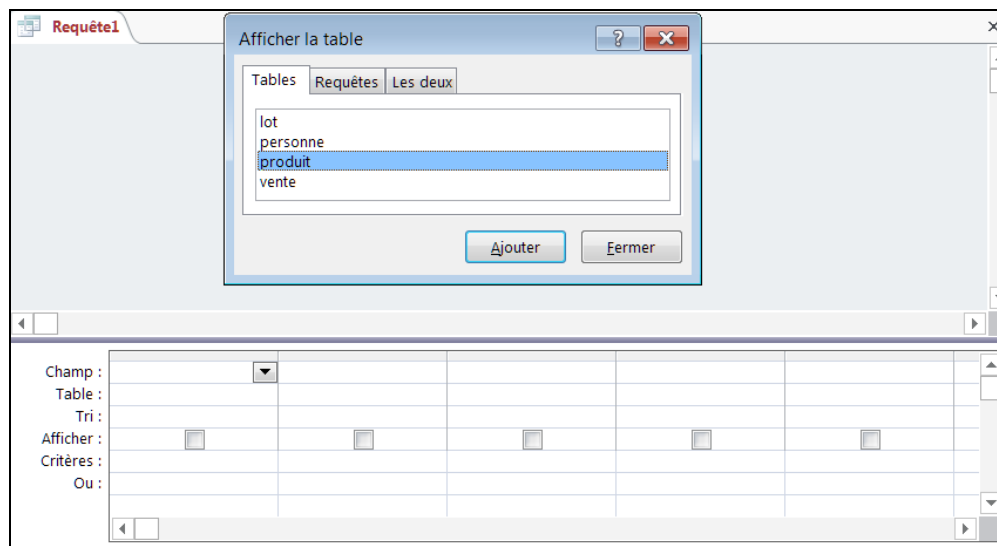 Requête1
Afficher la table
Tables Requêtes Les deux
lot
personne
produit
vente
Ajouter Fermer
Champ :
Table :
Tri :
Afficher :
Critères :
Ou :